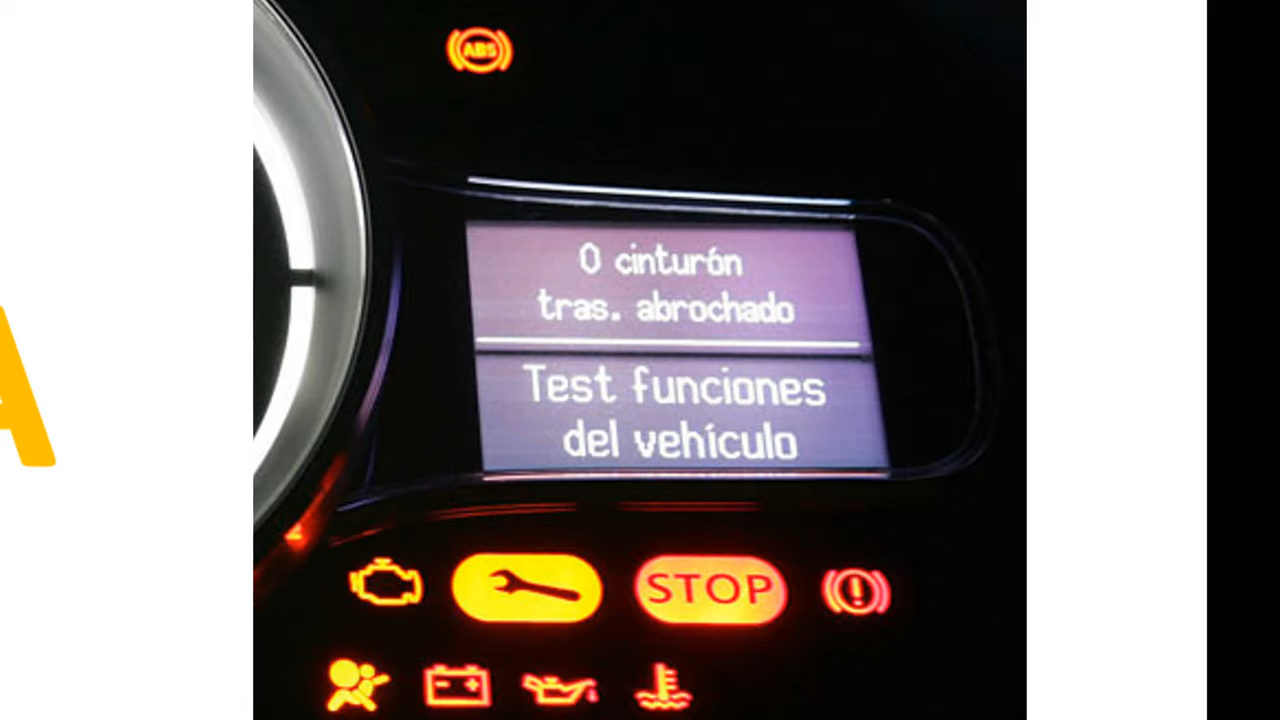 ABS
0 cinturón
tras. abrochado
Test funciones
del vehículo
STOP
A